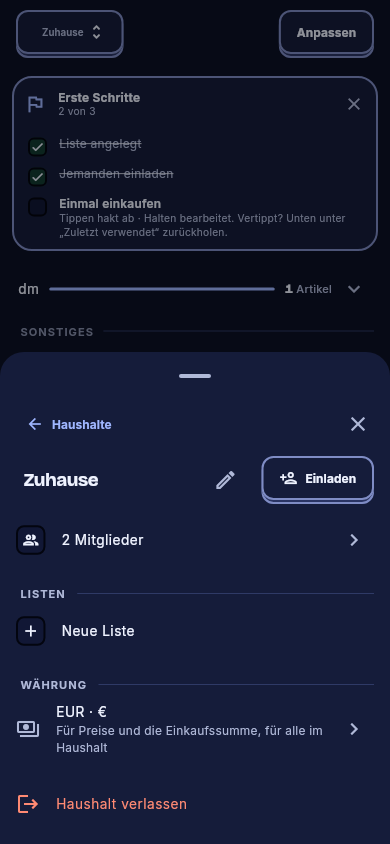 Zuhause
Anpassen
Erste Schritte
2 von 3
Liste angelegt
Jemanden einladen
Einmal einkaufen
Tippen hakt ab · Halten bearbeitet. Vertippt? Unten unter
„Zuletzt verwendet“ zurückholen.
dm
1 Artikel
SONSTIGES
Haushalte
Zuhause
Einladen
2 Mitglieder
LISTEN
Neue Liste
WÄHRUNG
EUR · €
Für Preise und die Einkaufssumme, für alle im
Haushalt
Haushalt verlassen